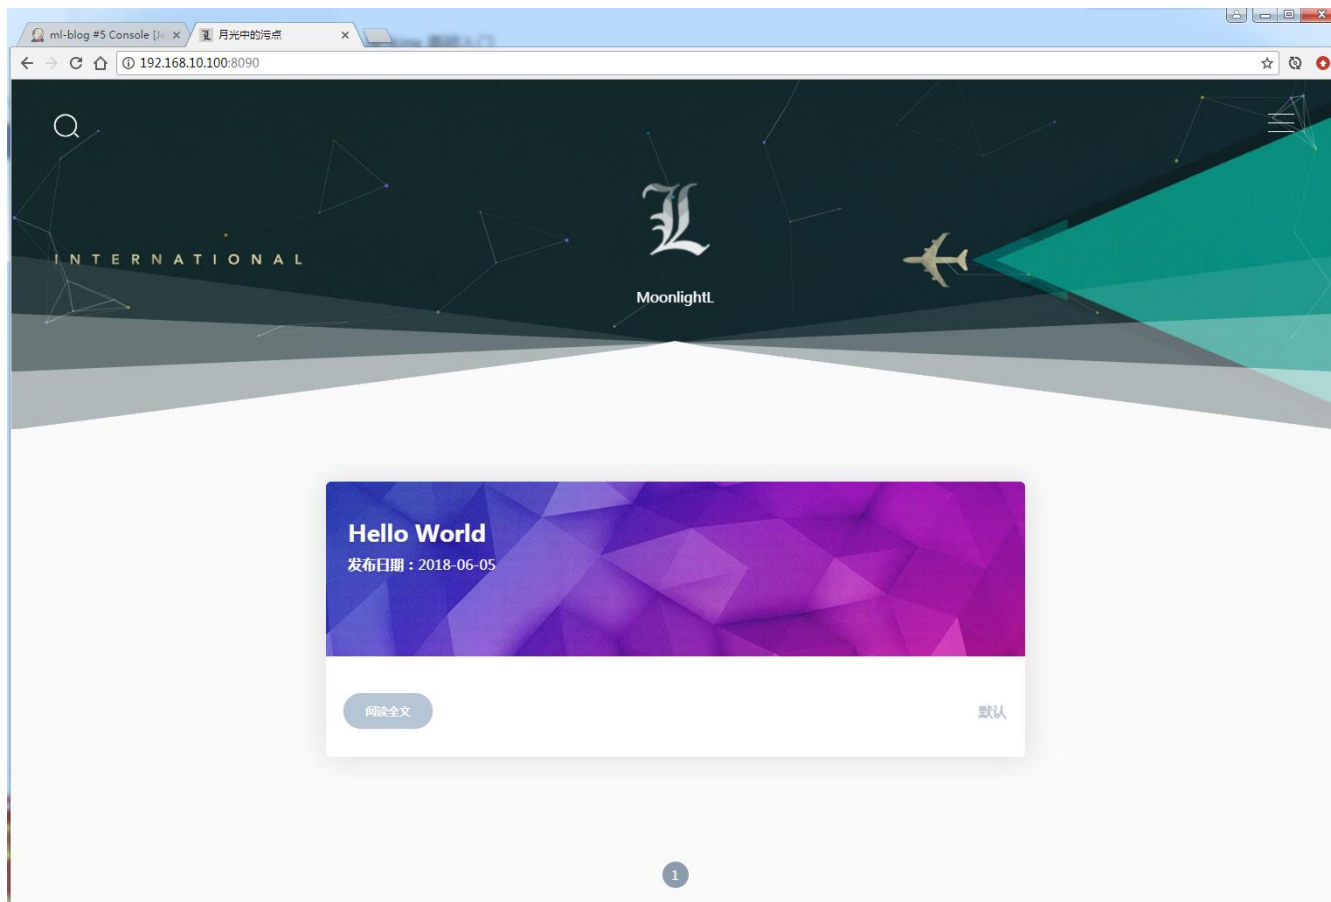 ml-blog #5 Console [Je
月光中的污点
192.168.10.100:8090
INTERNATIONAL
L
MoonlightL
Hello World
发布日期：2018-06-05
阅读全文
默认
1